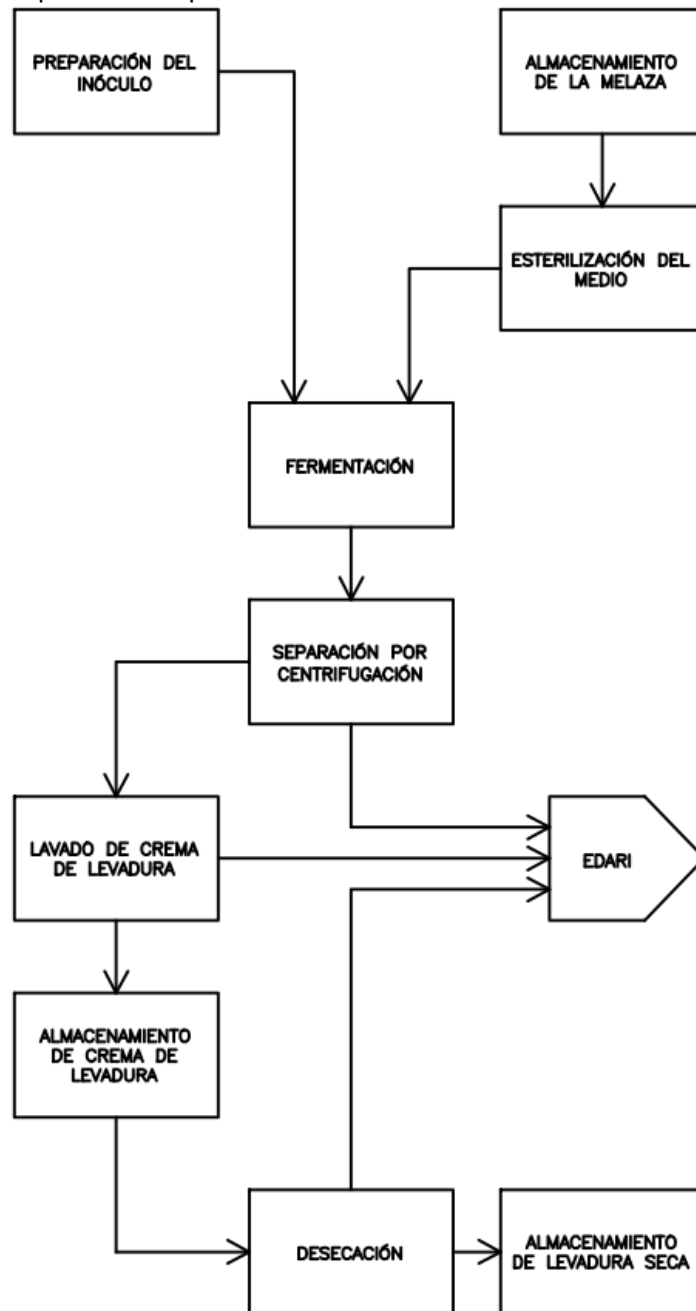 PREPARACIÓN DEL
INÓCULO
ALMACENAMIENTO
DE LA MELAZA
ESTERILIZACIÓN DEL
MEDIO
FERMENTACIÓN
SEPARACIÓN POR
CENTRIFUGACIÓN
LAVADO DE CREMA
DE LEVADURA
EDARI
ALMACENAMIENTO
DE CREMA DE
LEVADURA
DESECACIÓN
ALMACENAMIENTO
DE LEVADURA SECA